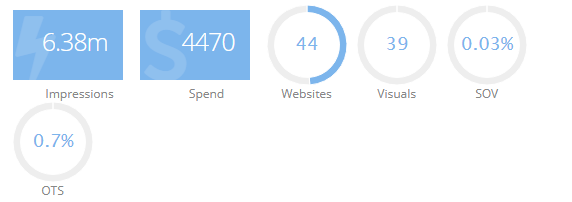 6.38m
Impressions
$
4470
Spend
44
Websites
39
Visuals
0.03%
SOV
0.7%
OTS